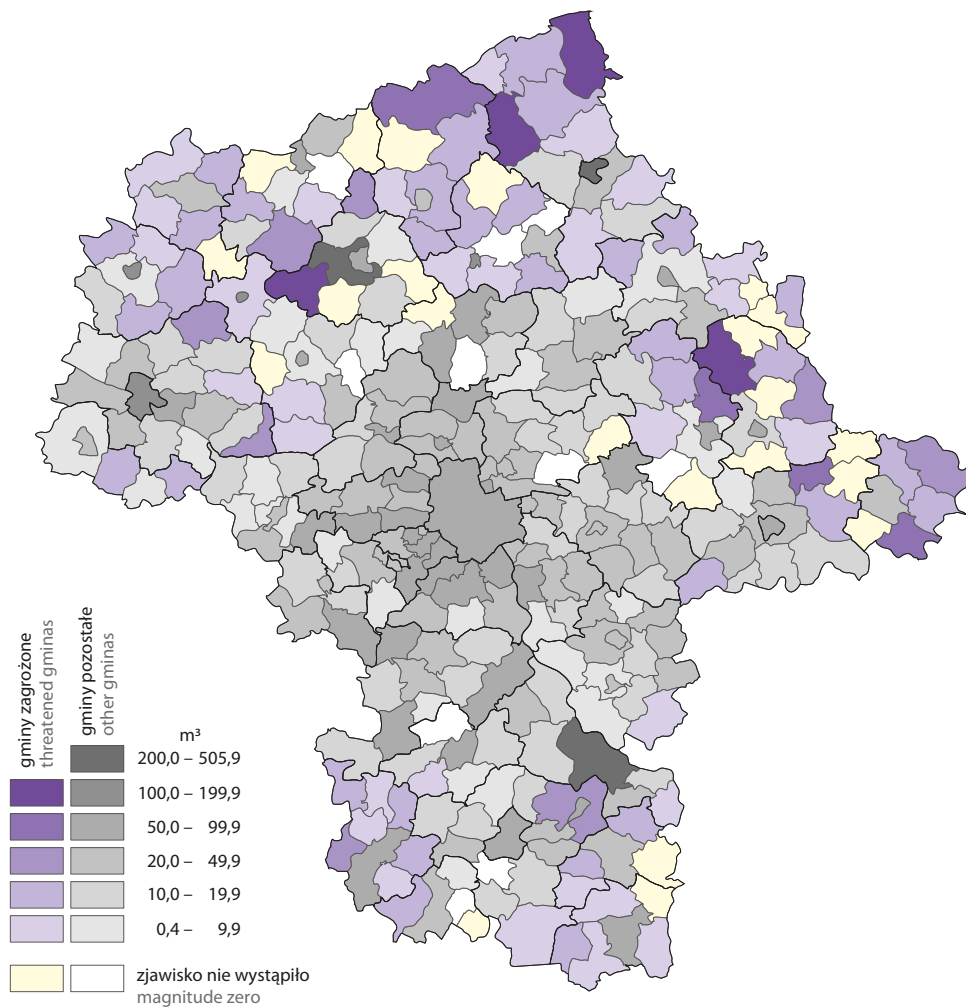 gminy zagrożone
threatened gminas
gminy pozostałe
other gminas
m³
200,0 – 505,9
100,0 – 199,9
50,0 – 99,9
20,0 – 49,9
10,0 – 19,9
0,4 – 9,9
zjawisko nie wystąpiło
magnitude zero